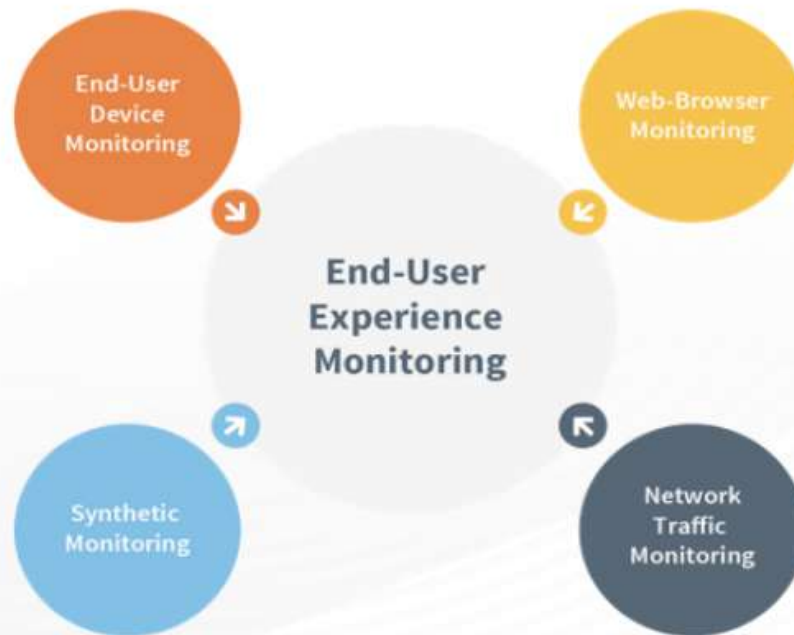 End-User
Device
Monitoring
Web-Browser
Monitoring
End-User
Experience
Monitoring
Synthetic
Monitoring
Network
Traffic
Monitoring